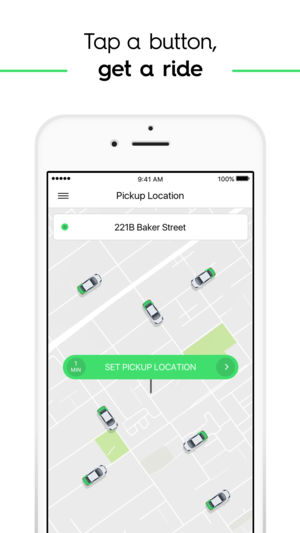 Tap a button,
get a ride
9:41 AM
100%
Pickup Location
221B Baker Street
1
MIN
SET PICKUP LOCATION